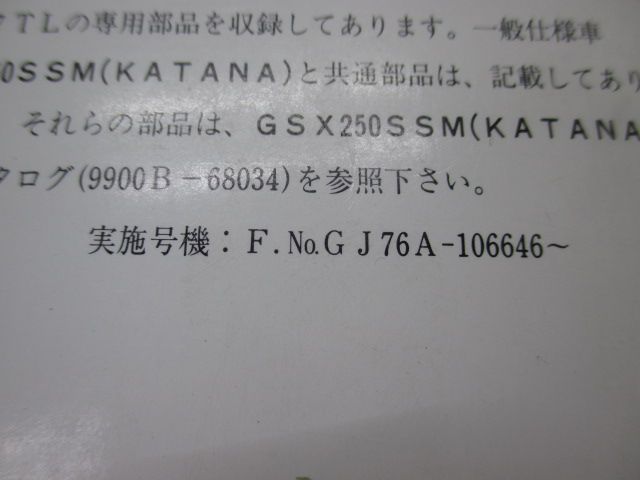 TLの専用部品を収録してあります。一般仕様車
0SSM(KATANA)と共通部品は、記載してあり
それらの部品は、GSX250SSM(KATANA
タログ(9900B-68034)を参照下さい。
実施号機：F.No.GJ76A-106646～